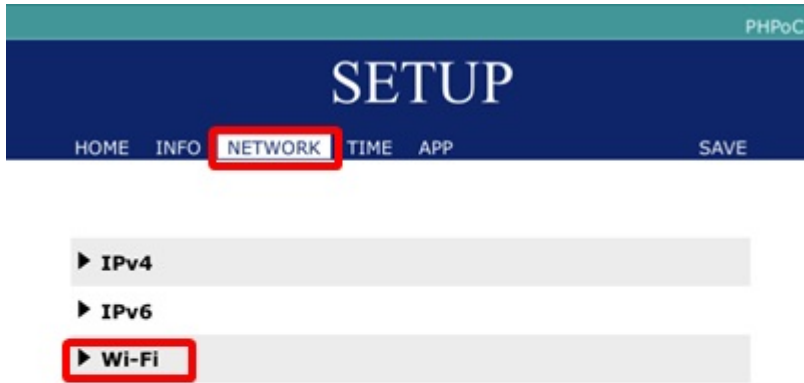 PHPoC
SETUP
HOME INFO NETWORK TIME APP SAVE
IPv4
IPv6
Wi-Fi